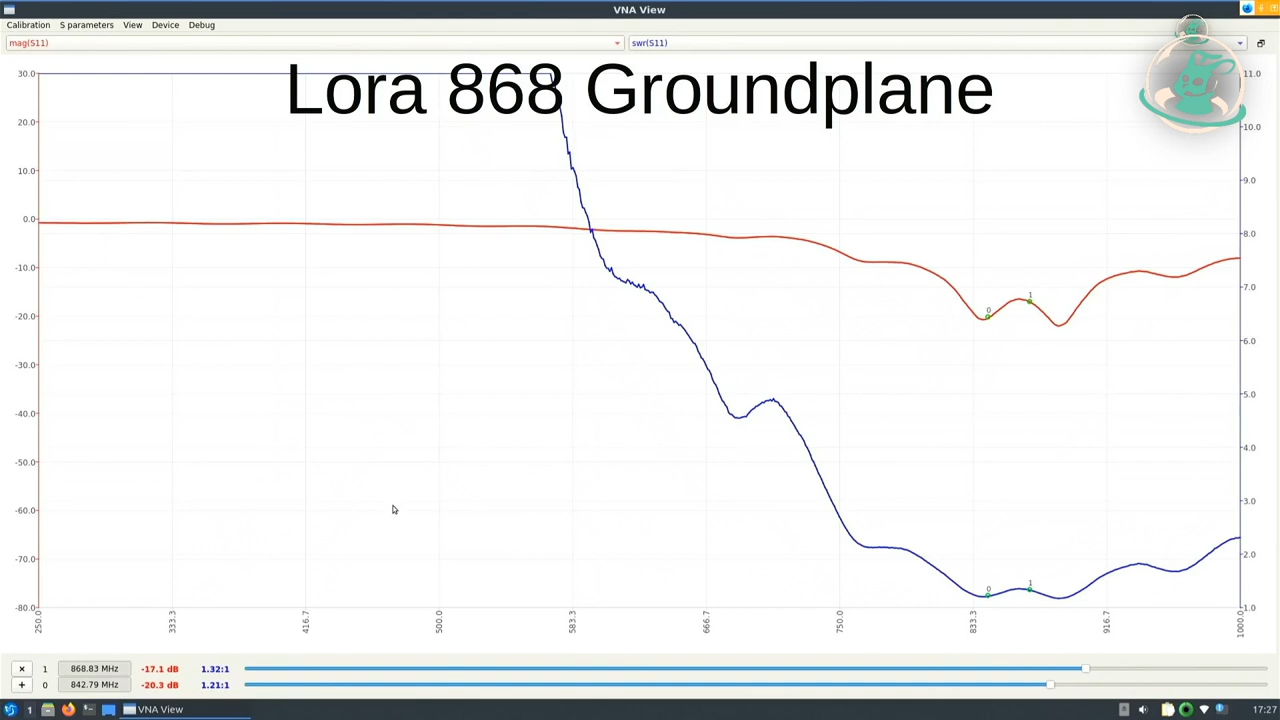 VNA View
Calibration S parameters View Device Debug
mag(S11) swr(S11)
Lora 868 Groundplane
30.0 11.0
20.0 10.0
10.0 9.0
0.0 8.0
-10.0 7.0
-20.0 6.0
-30.0 5.0
-40.0 4.0
-50.0 3.0
-60.0 2.0
-70.0 1.0
-80.0
0 1
0 1
250.0 333.3 416.7 500.0 583.3 666.7 750.0 833.3 916.7 1000.0
× 1 868.83 MHz -17.1 dB 1.32:1
+ 0 842.79 MHz -20.3 dB 1.21:1
1 VNA View 17:27